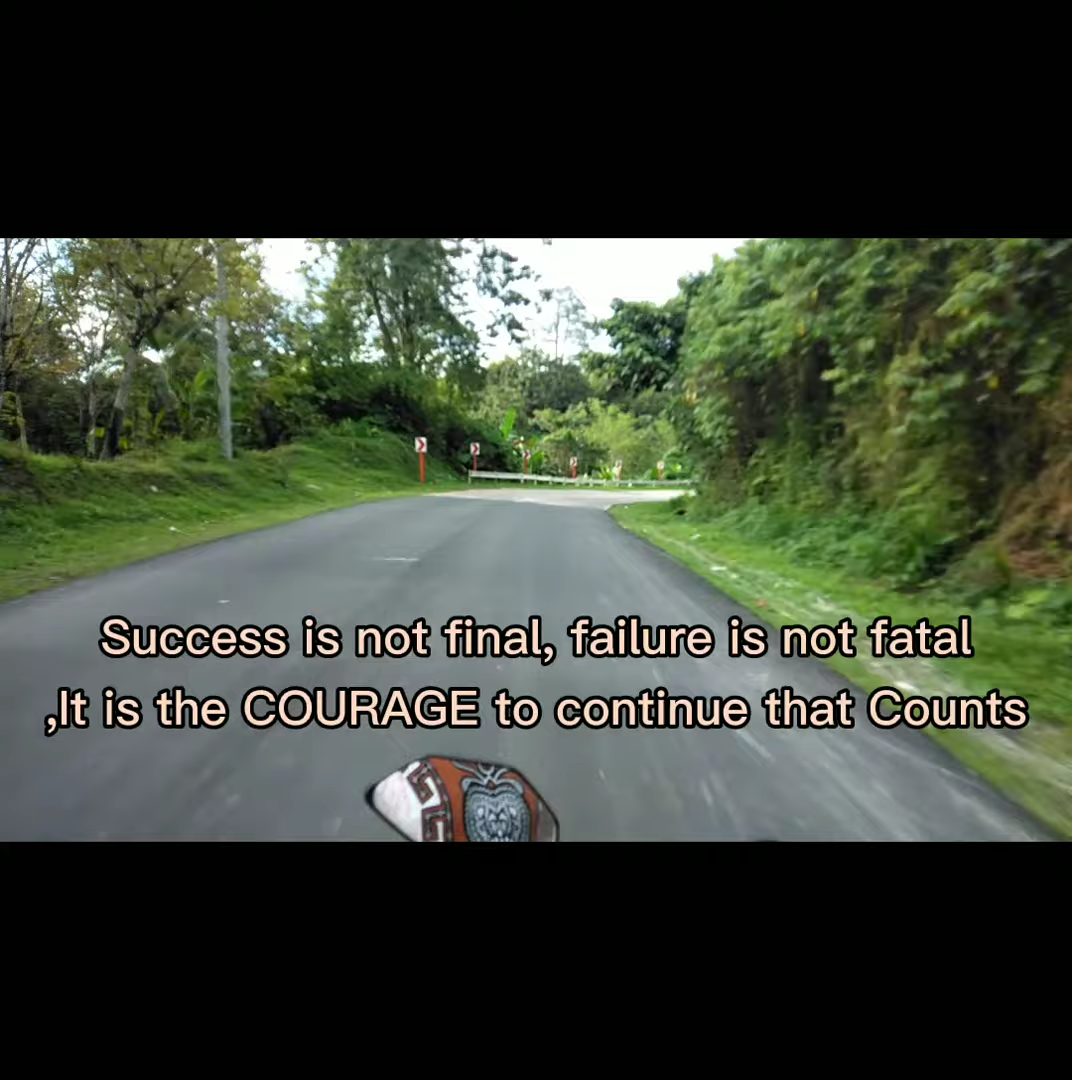 Success is not final, failure is not fatal
,It is the COURAGE to continue that Counts